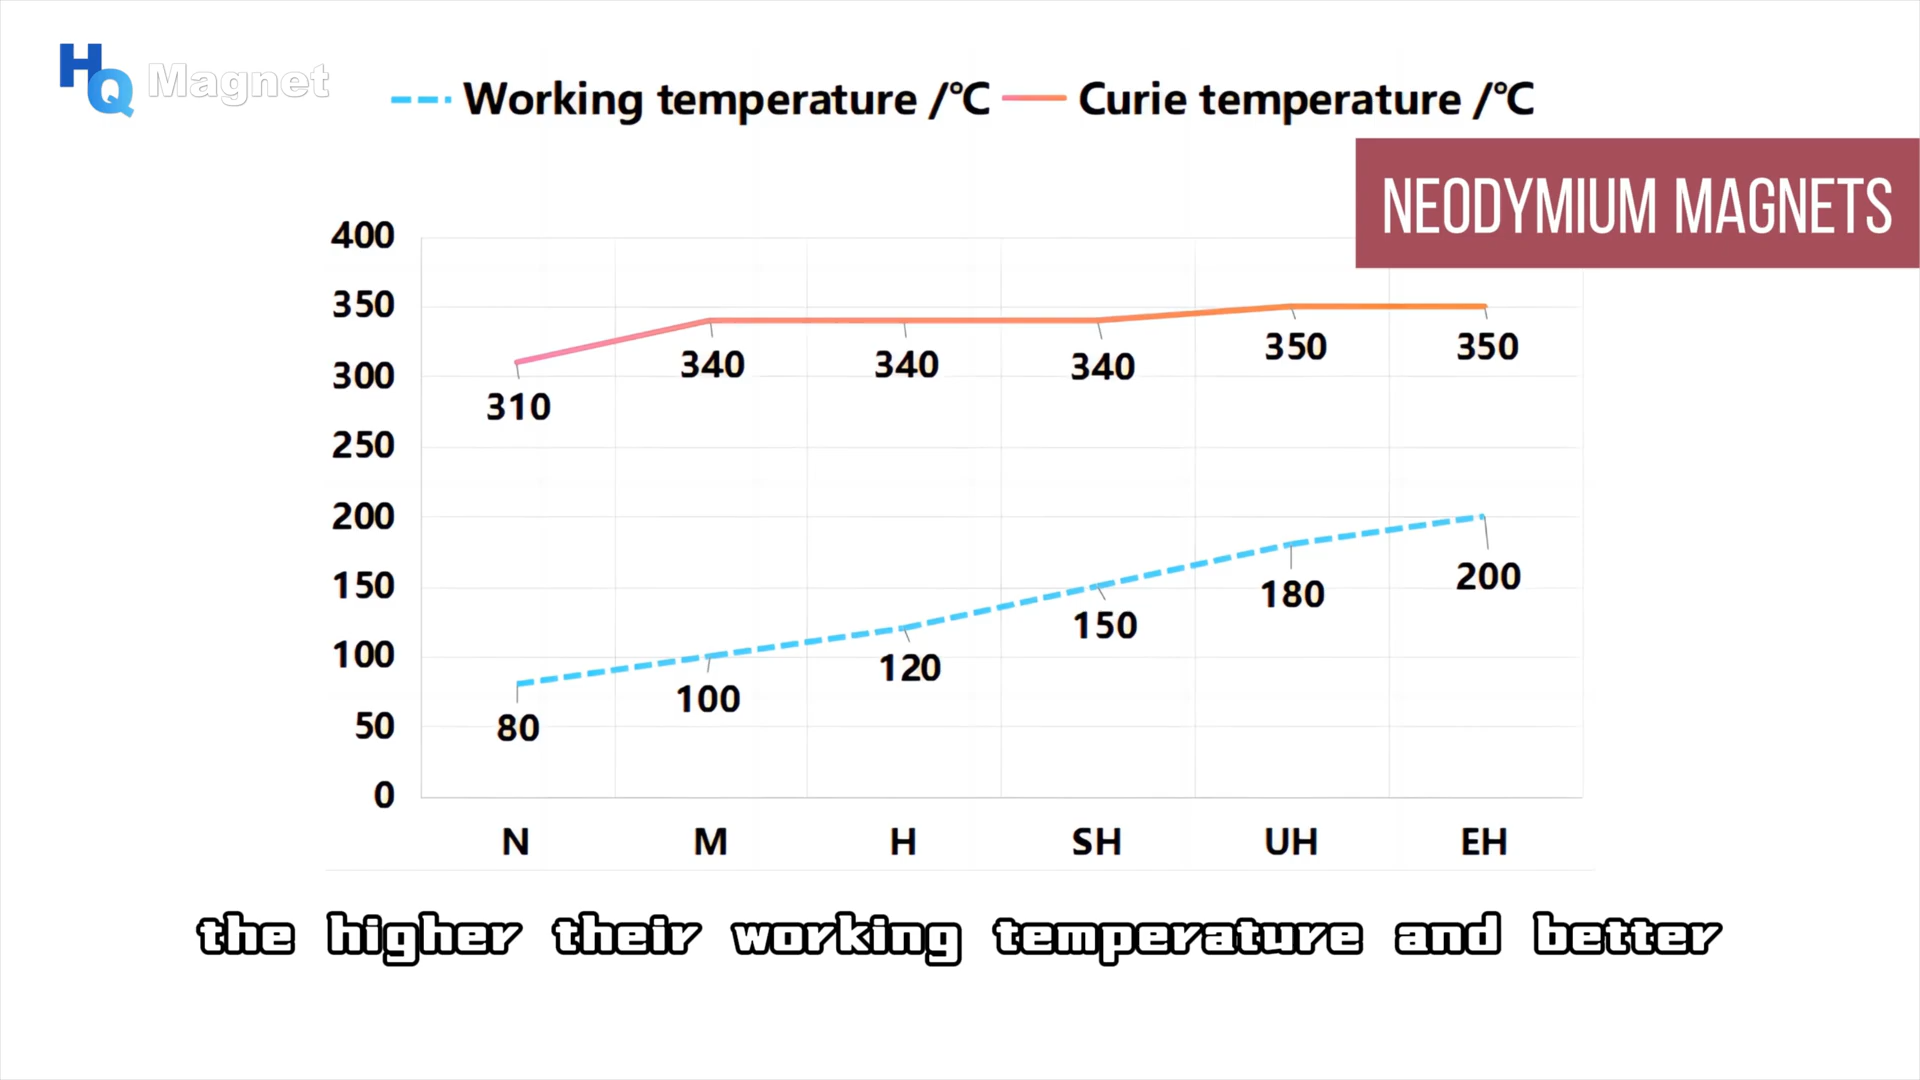 HQ Magnet
Working temperature /°C Curie temperature /°C
NEODYMIUM MAGNETS
400
350
300
250
200
150
100
50
0
310 340 340 340 350 350
80 100 120 150 180 200
N M H SH UH EH
the higher their working temperature and better